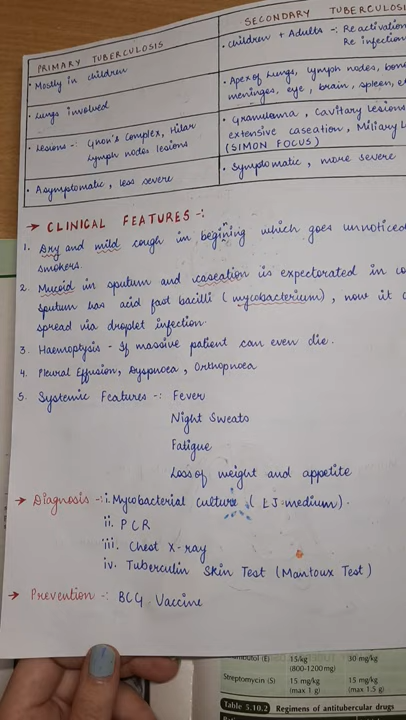 PRIMARY TUBERCULOSIS
SECONDARY TUBERCULOSI
• Mostly in children
• Children + Adults -: Reactivation
Re infection
• Lungs involved
• Apex of Lungs, Lymph nodes, bon
meninges, eye, brain, spleen, et
• Lesions -: Ghon's Complex, Hilar
Lymph nodes lesions
• Granuloma, Cavitary Lesions
extensive caseation, Miliary L
(SIMON FOCUS)
• Asymptomatic, less severe
• Symptomatic, more severe
→ CLINICAL FEATURES -:
1. Dry and mild cough in begining which goes unnoticed
smokers
2. Mucoid in sputum and caseation is expectorated in co
sputum has acid fast bacilli (mycobacterium), now it c
spread via droplet infection.
3. Haemoptysis - If massive patient can even die.
4. Pleural Effusion, Dyspnoea, Orthopnoea
5. Systemic Features -: Fever
Night Sweats
Fatigue
Loss of weight and appetite
→ Diagnosis -: i. Mycobacterial culture (LJ medium).
ii. PCR
iii. Chest X-ray
iv. Tuberculin Skin Test (Mantoux Test)
→ Prevention -: BCG Vaccine
15/kg
(800-1200mg)
30 mg/kg
Streptomycin (S)
15 mg/kg
(max 1 g)
15 mg/kg
(max 1.5 g)
Table 5.10.2 Regimens of antitubercular drugs